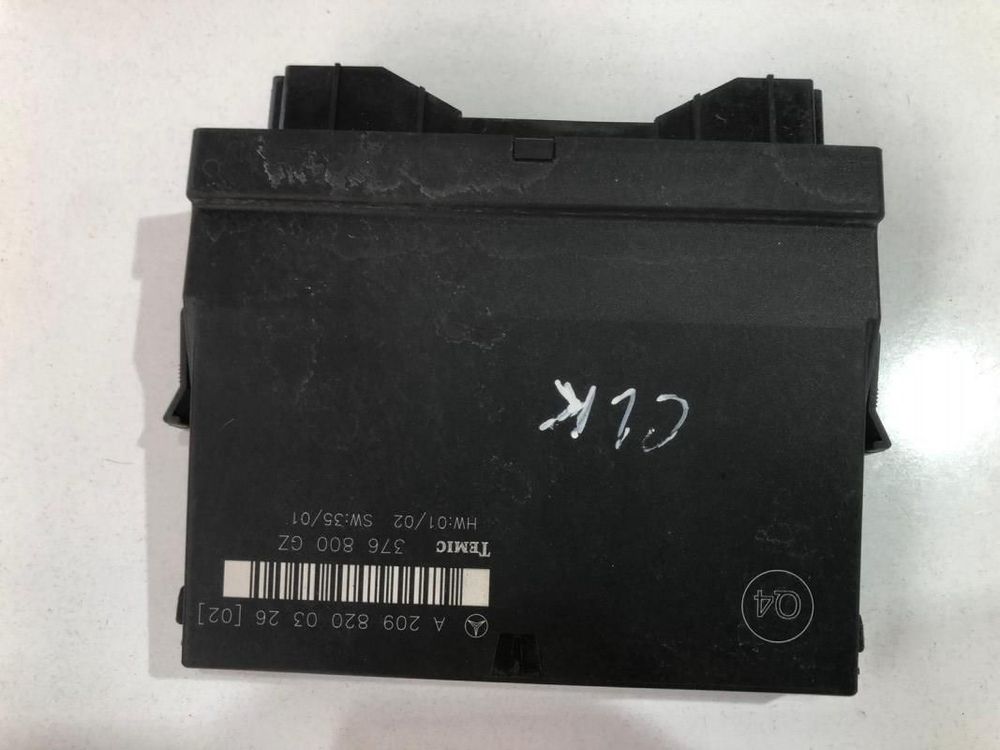 A 209 820 03 26 [02]
TEMIC 376 800 GZ
HW:01/02 SW:35/01
Q4
CLK